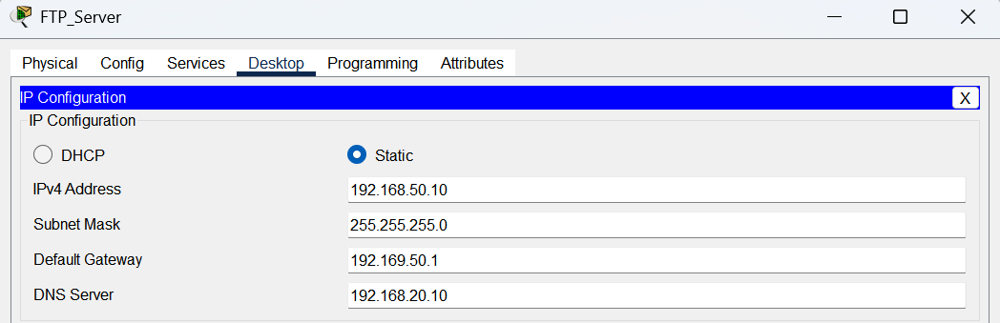 FTP_Server
Physical Config Services Desktop Programming Attributes
IP Configuration X
IP Configuration
DHCP Static
IPv4 Address 192.168.50.10
Subnet Mask 255.255.255.0
Default Gateway 192.169.50.1
DNS Server 192.168.20.10